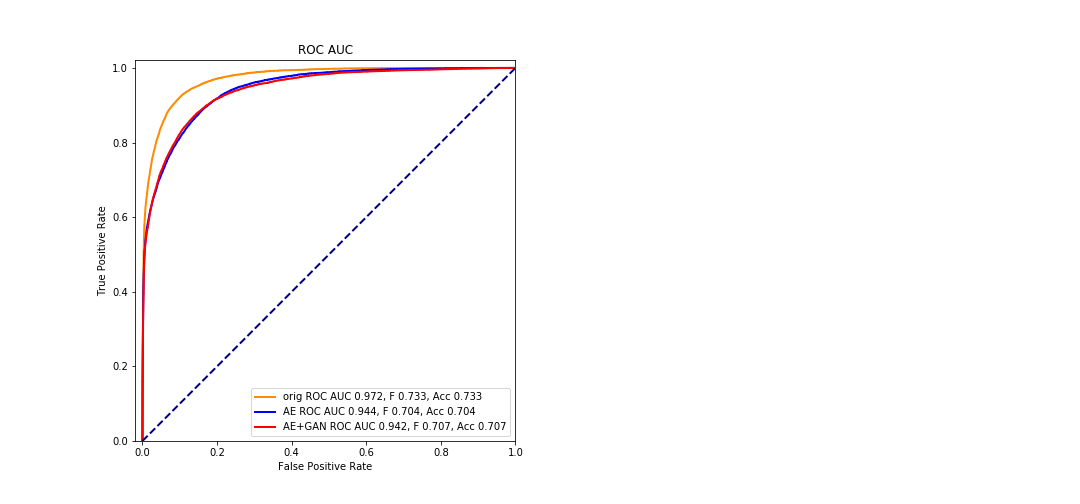 ROC AUC
True Positive Rate
1.0
0.8
0.6
0.4
0.2
0.0
orig ROC AUC 0.972, F 0.733, Acc 0.733
AE ROC AUC 0.944, F 0.704, Acc 0.704
AE+GAN ROC AUC 0.942, F 0.707, Acc 0.707
0.0 0.2 0.4 0.6 0.8 1.0
False Positive Rate